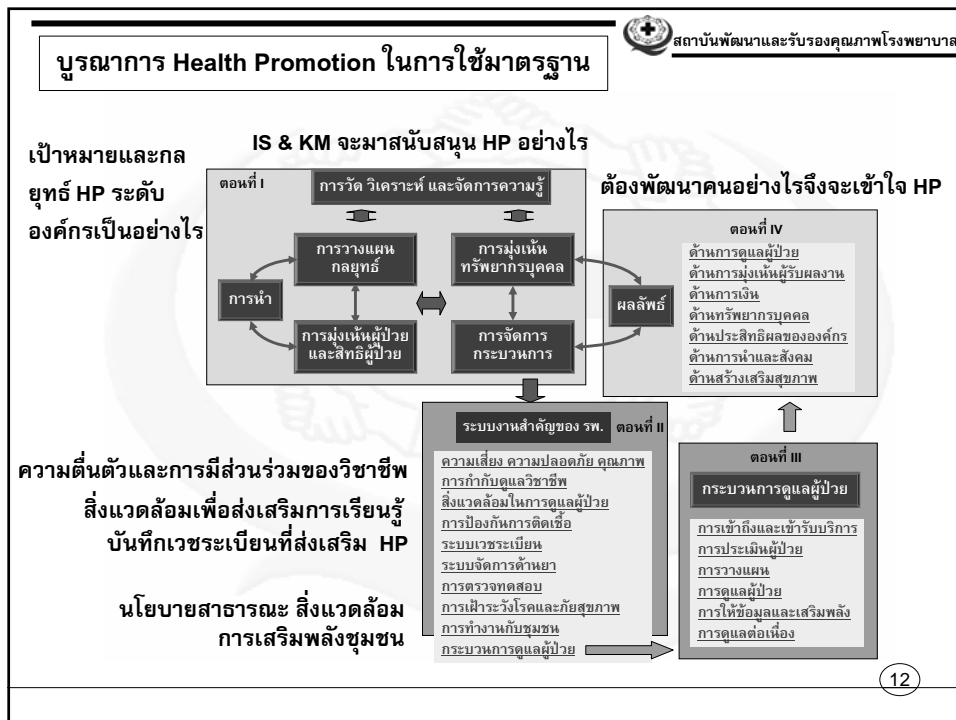 สถาบันพัฒนาและรับรองคุณภาพโรงพยาบาล
บูรณาการ Health Promotion ในการใช้มาตรฐาน
IS & KM จะมาสนับสนุน HP อย่างไร
เป้าหมายและกล
ยุทธ์ HP ระดับ
องค์กรเป็นอย่างไร
ต้องพัฒนาคนอย่างไรจึงจะเข้าใจ HP
ตอนที่ I
การวัด วิเคราะห์ และจัดการความรู้
การนำ
การวางแผน
กลยุทธ์
การมุ่งเน้นผู้ป่วย
และสิทธิผู้ป่วย
การมุ่งเน้น
ทรัพยากรบุคคล
การจัดการ
กระบวนการ
ผลลัพธ์
ตอนที่ IV
ด้านการดูแลผู้ป่วย
ด้านการมุ่งเน้นผู้รับผลงาน
ด้านการเงิน
ด้านทรัพยากรบุคคล
ด้านประสิทธิผลขององค์กร
ด้านการนำและสังคม
ด้านสร้างเสริมสุขภาพ
ระบบงานสำคัญของ รพ. ตอนที่ II
ความเสี่ยง ความปลอดภัย คุณภาพ
การกำกับดูแลวิชาชีพ
สิ่งแวดล้อมในการดูแลผู้ป่วย
การป้องกันการติดเชื้อ
ระบบเวชระเบียน
ระบบจัดการด้านยา
การตรวจทดสอบ
การเฝ้าระวังโรคและภัยสุขภาพ
การทำงานกับชุมชน
กระบวนการดูแลผู้ป่วย
ตอนที่ III
กระบวนการดูแลผู้ป่วย
การเข้าถึงและเข้ารับบริการ
การประเมินผู้ป่วย
การวางแผน
การดูแลผู้ป่วย
การให้ข้อมูลและเสริมพลัง
การดูแลต่อเนื่อง
ความตื่นตัวและการมีส่วนร่วมของวิชาชีพ
สิ่งแวดล้อมเพื่อส่งเสริมการเรียนรู้
บันทึกเวชระเบียนที่ส่งเสริม HP
นโยบายสาธารณะ สิ่งแวดล้อม
การเสริมพลังชุมชน
12